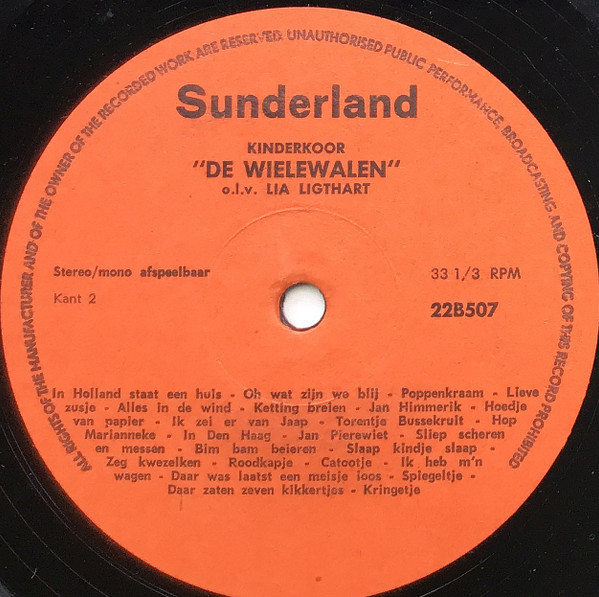 ALL RIGHTS OF THE MANUFACTURER AND OF THE OWNER OF THE RECORDED WORK ARE RESERVED. UNAUTHORISED PUBLIC PERFORMANCE, BROADCASTING AND COPYING OF THIS RECORD PROHIBITED
Sunderland
KINDERKOOR
"DE WIELEWALEN"
o.l.v. LIA LIGTHART
Stereo/mono afspeelbaar
33 1/3 RPM
Kant 2
22B507
In Holland staat een huis - Oh wat zijn we blij - Poppenkraam - Lieve
zusje - Alles in de wind - Ketting breien - Jan Himmerik - Hoedje
van papier - Ik zei er van Jaap - Torentje Bussekruit - Hop
Marianneke - In Den Haag - Jan Pierewiet - Sliep scheren
en messen - Bim bam beieren - Slaap kindje slaap -
Zeg kwezelken - Roodkapje - Catootje - Ik heb m'n
wagen - Daar was laatst een meisje loos - Spiegeltje -
Daar zaten zeven kikkertjes - Kringetje